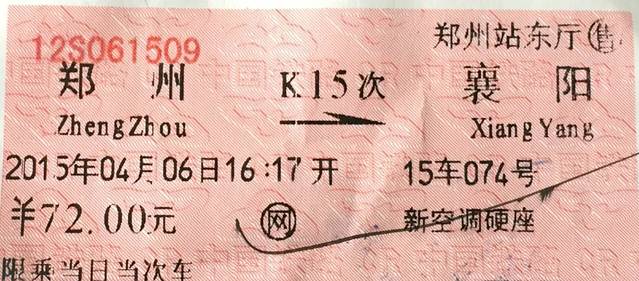 郑州站东厅 售
12S061509
郑州 K15次 襄阳
ZhengZhou XiangYang
2015年04月06日16:17开 15车074号
￥72.00元 网 新空调硬座
限乘当日当次车